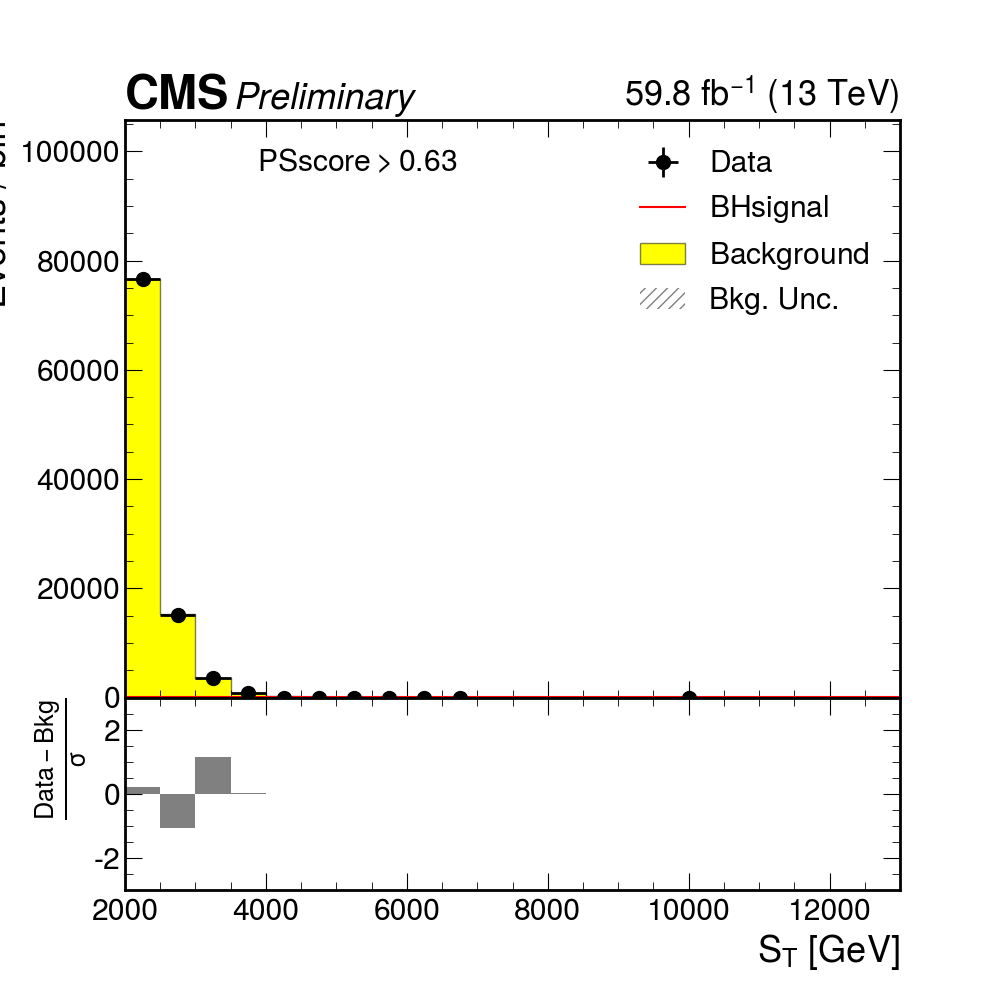 CMS Preliminary 59.8 fb⁻¹ (13 TeV)
PSscore > 0.63
Data
BHsignal
Background
Bkg. Unc.
100000
80000
60000
40000
20000
0
Data − Bkg
σ
2
0
-2
2000 4000 6000 8000 10000 12000
S_T [GeV]